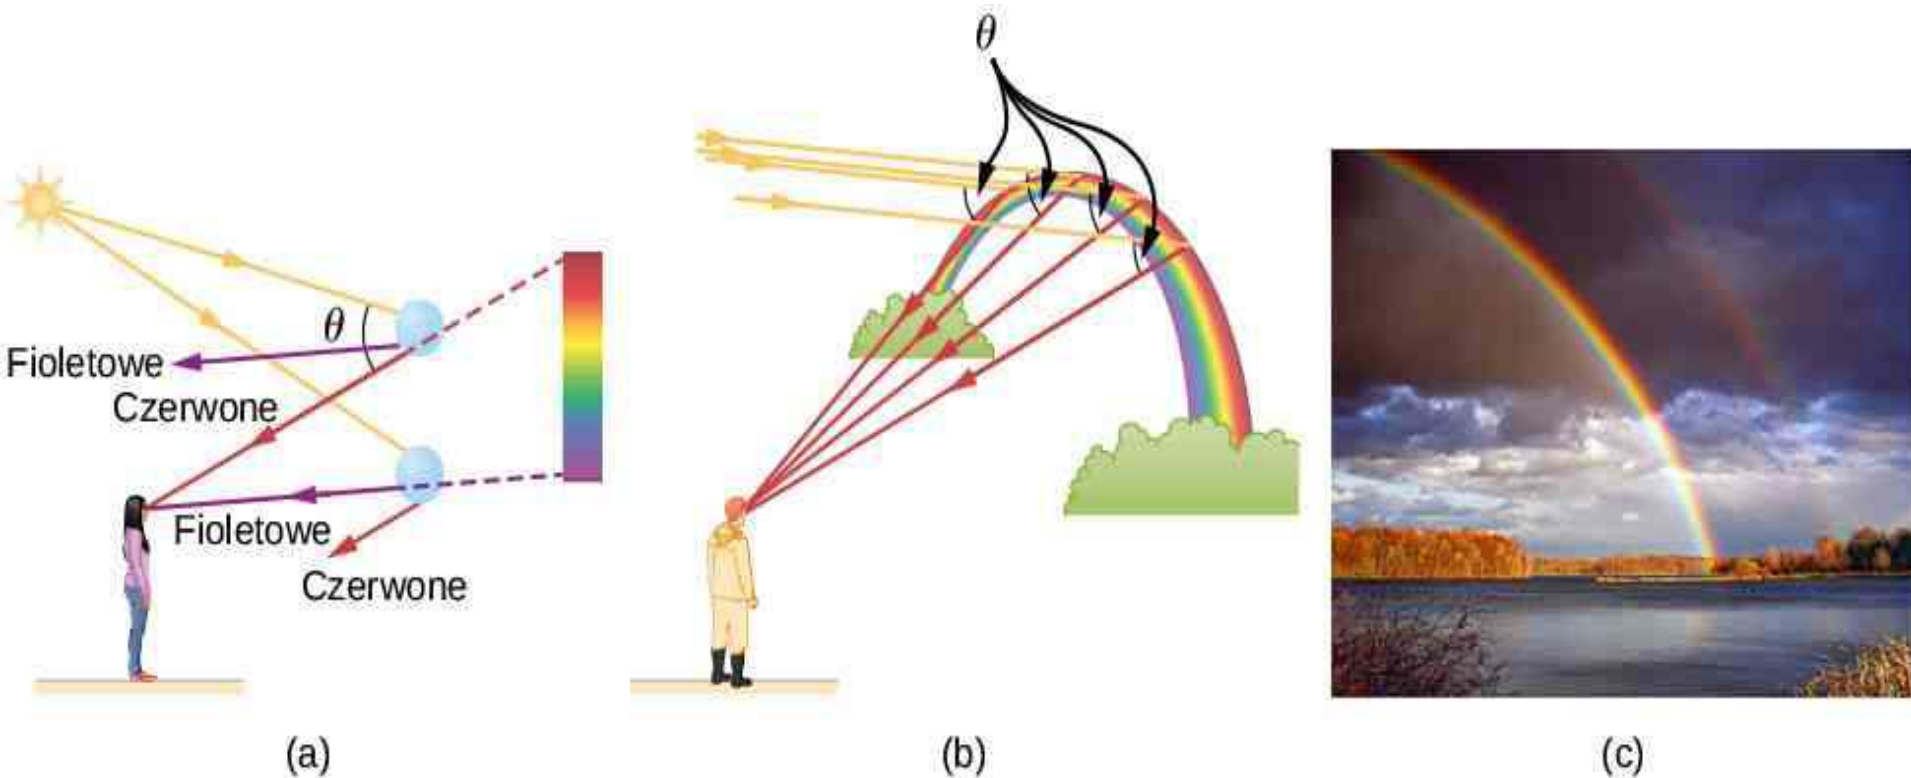 θ
Fioletowe
Czerwone
Fioletowe
Czerwone
(a)
θ
(b)
(c)